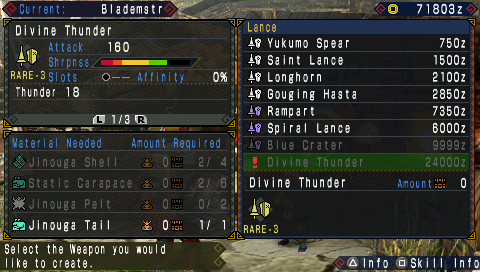 Current: Blademstr
71803z
Divine Thunder
Attack 160
Shrpnss
Slots Affinity 0%
RARE-3
Thunder 18
L 1/3 R
Material Needed Amount Required
Jinouga Shell 0 2/ 4
Static Carapace 0 2/ 6
Jinouga Pelt 0 0/ 2
Jinouga Tail 0 1/ 1
Lance
Yukumo Spear 750z
Saint Lance 1500z
Longhorn 2100z
Gouging Hasta 2850z
Rampart 7350z
Spiral Lance 6000z
Blue Crater 9999z
Divine Thunder 24000z
Divine Thunder Amount 0
RARE-3
Select the Weapon you would
like to create.
Info Skill Info